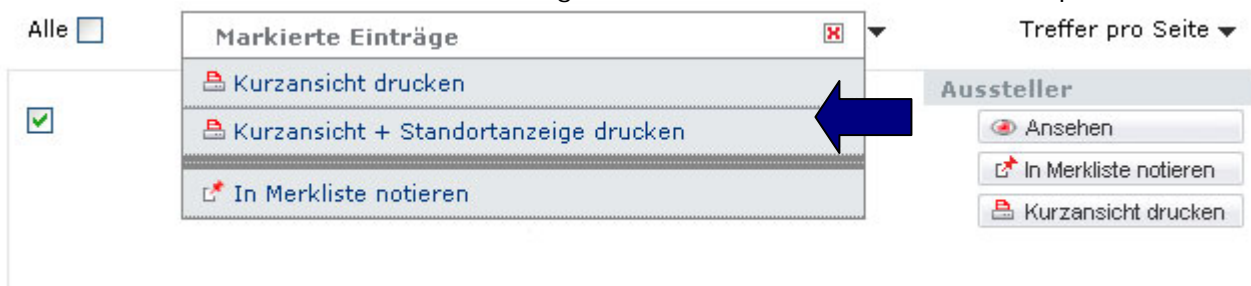 Alle
Markierte Einträge
Treffer pro Seite
Kurzansicht drucken
Kurzansicht + Standortanzeige drucken
In Merkliste notieren
Aussteller
Ansehen
In Merkliste notieren
Kurzansicht drucken